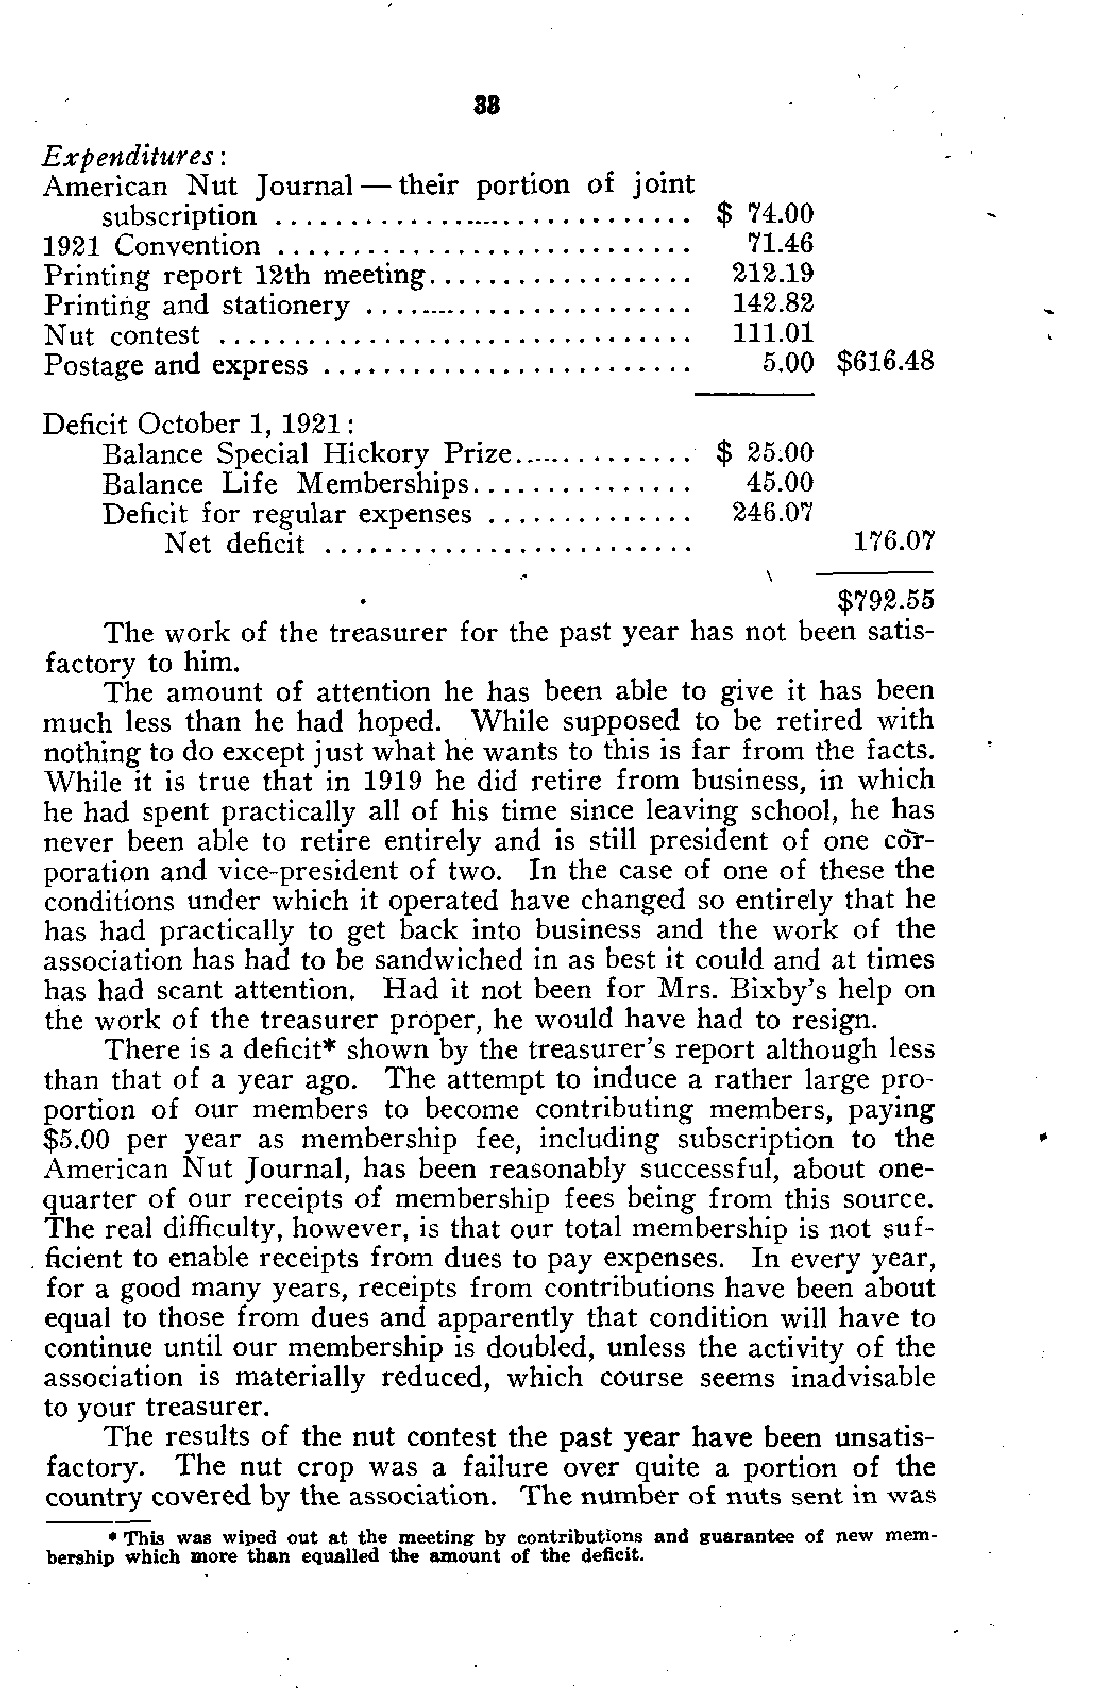 38
Expenditures:
American Nut Journal — their portion of joint
subscription ............................ $ 74.00
1921 Convention ............................ 71.46
Printing report 12th meeting.................. 212.19
Printing and stationery ...................... 142.82
Nut contest ................................ 111.01
Postage and express ......................... 5.00 $616.48
Deficit October 1, 1921:
Balance Special Hickory Prize............. $ 25.00
Balance Life Memberships............... 45.00
Deficit for regular expenses .............. 246.07
Net deficit ......................... 176.07
$792.55
The work of the treasurer for the past year has not been satis-
factory to him.
The amount of attention he has been able to give it has been
much less than he had hoped. While supposed to be retired with
nothing to do except just what he wants to this is far from the facts.
While it is true that in 1919 he did retire from business, in which
he had spent practically all of his time since leaving school, he has
never been able to retire entirely and is still president of one cor-
poration and vice-president of two. In the case of one of these the
conditions under which it operated have changed so entirely that he
has had practically to get back into business and the work of the
association has had to be sandwiched in as best it could and at times
has had scant attention. Had it not been for Mrs. Bixby's help on
the work of the treasurer proper, he would have had to resign.
There is a deficit* shown by the treasurer's report although less
than that of a year ago. The attempt to induce a rather large pro-
portion of our members to become contributing members, paying
$5.00 per year as membership fee, including subscription to the
American Nut Journal, has been reasonably successful, about one-
quarter of our receipts of membership fees being from this source.
The real difficulty, however, is that our total membership is not suf-
ficient to enable receipts from dues to pay expenses. In every year,
for a good many years, receipts from contributions have been about
equal to those from dues and apparently that condition will have to
continue until our membership is doubled, unless the activity of the
association is materially reduced, which course seems inadvisable
to your treasurer.
The results of the nut contest the past year have been unsatis-
factory. The nut crop was a failure over quite a portion of the
country covered by the association. The number of nuts sent in was
* This was wiped out at the meeting by contributions and guarantee of new mem-
bership which more than equalled the amount of the deficit.